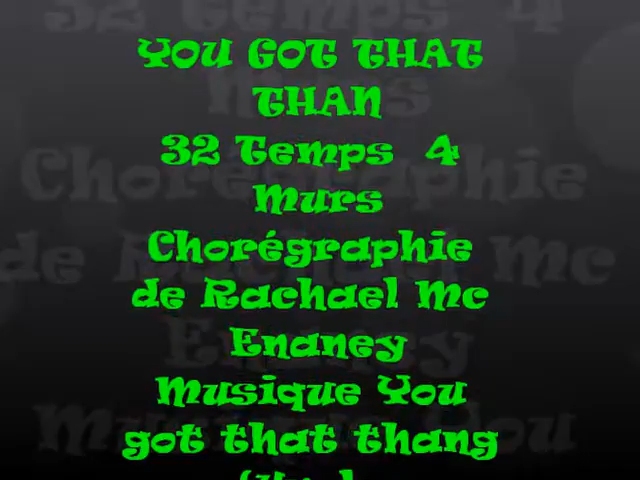 YOU GOT THAT
THAN
32 Temps 4
Murs
Chorégraphie
de Rachael Mc
Enaney
Musique You
got that thang